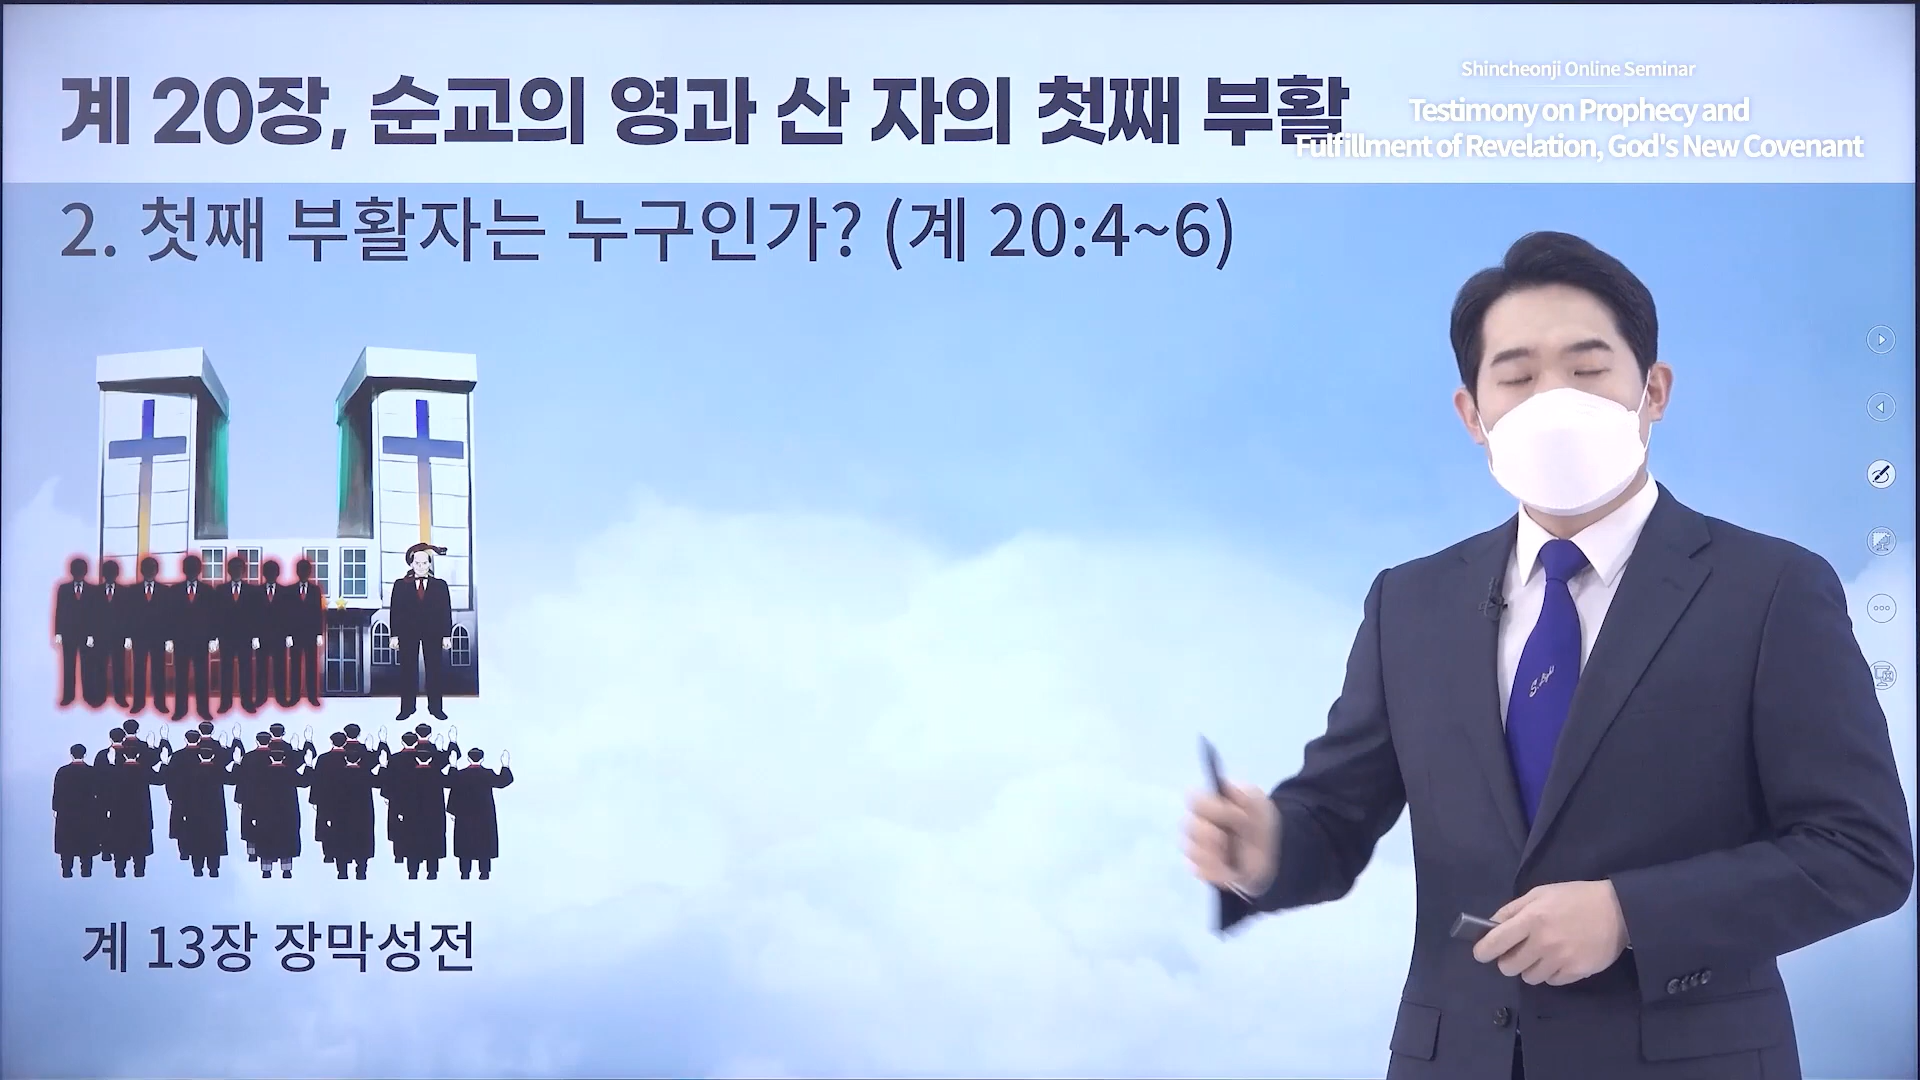 계 20장, 순교의 영과 산 자의 첫째 부활
Shincheonji Online Seminar
Testimony on Prophecy and
Fulfillment of Revelation, God's New Covenant
2. 첫째 부활자는 누구인가? (계 20:4~6)
계 13장 장막성전